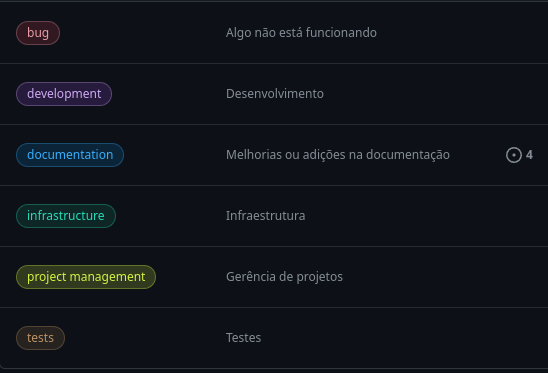 bug
Algo não está funcionando
development
Desenvolvimento
documentation
Melhorias ou adições na documentação
4
infrastructure
Infraestrutura
project management
Gerência de projetos
tests
Testes